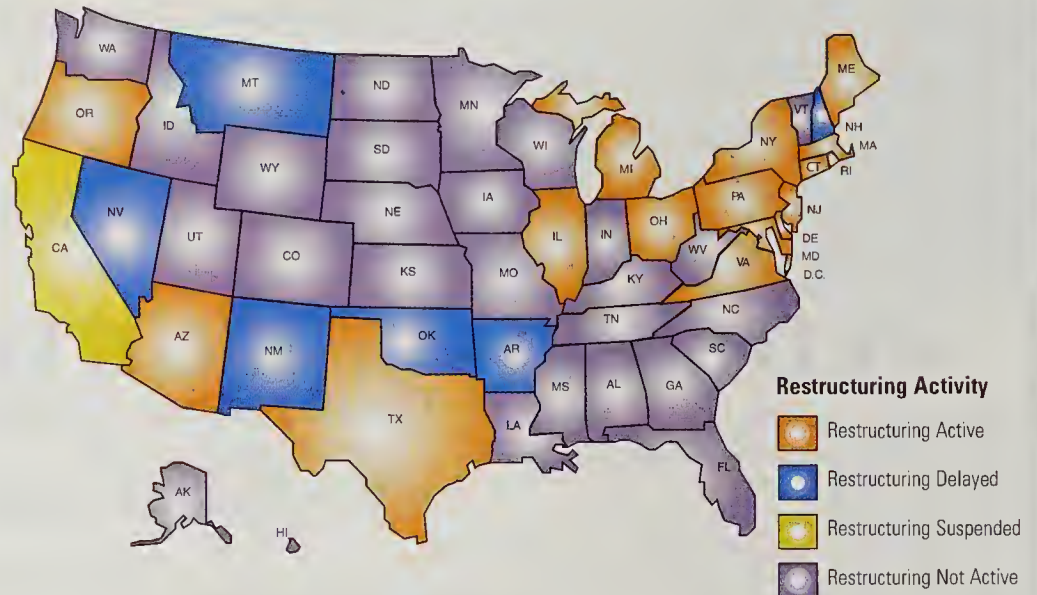 WA
MT
ND
MN
ME
OR
ID
SD
WI
VT
NH
MA
NY
MI
CT
RI
WY
IA
PA
NJ
NE
NV
IL
IN
OH
DE
MD
D.C.
CA
UT
CO
KS
MO
WV
VA
KY
NC
TN
AZ
NM
OK
AR
SC
MS
AL
GA
TX
LA
FL
AK
HI
Restructuring Activity
Restructuring Active
Restructuring Delayed
Restructuring Suspended
Restructuring Not Active